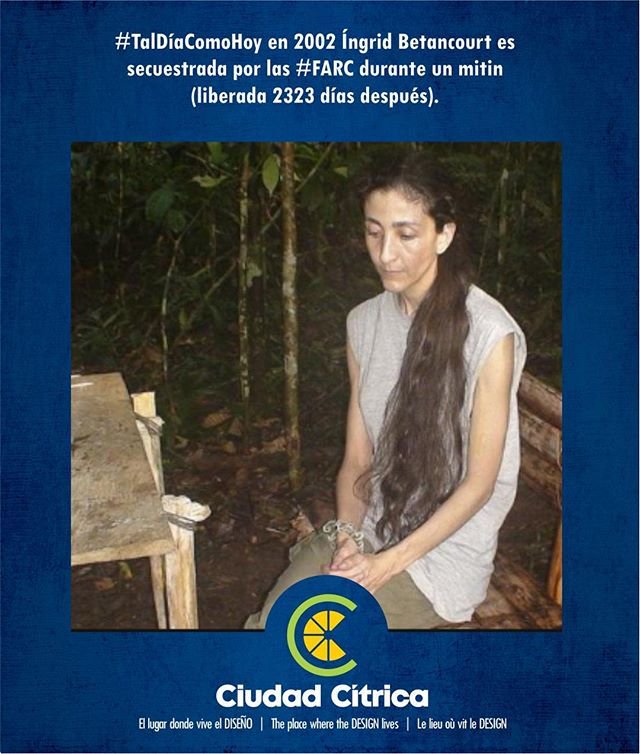 #TalDíaComoHoy en 2002 Íngrid Betancourt es
secuestrada por las #FARC durante un mitin
(liberada 2323 días después).
Ciudad Cítrica
El lugar donde vive el DISEÑO | The place where the DESIGN lives | Le lieu où vit le DESIGN